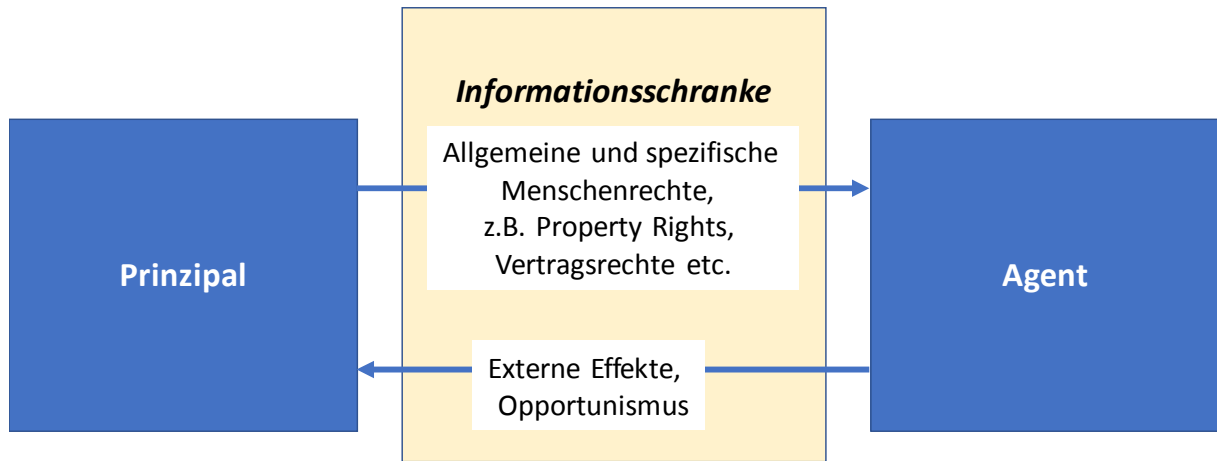 Informationsschranke
Prinzipal
Allgemeine und spezifische
Menschenrechte,
z.B. Property Rights,
Vertragsrechte etc.
Agent
Externe Effekte,
Opportunismus